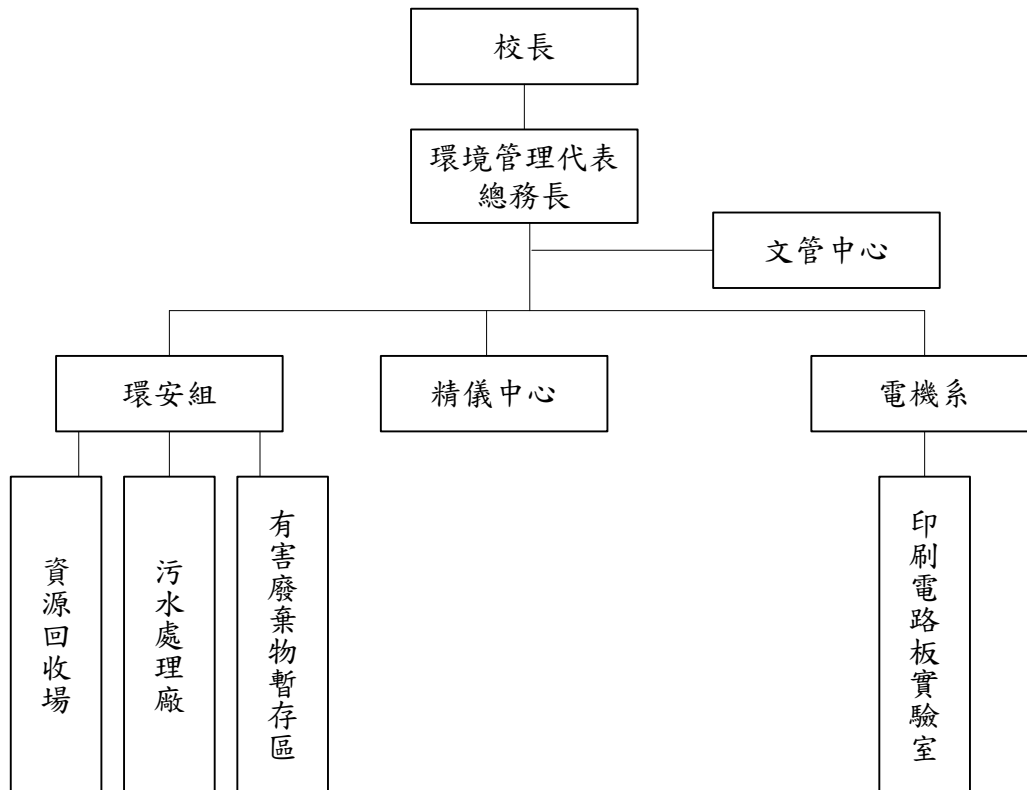 校長
環境管理代表
總務長
文管中心
環安組
精儀中心
電機系
資源回收場
污水處理廠
有害廢棄物暫存區
印刷電路板實驗室